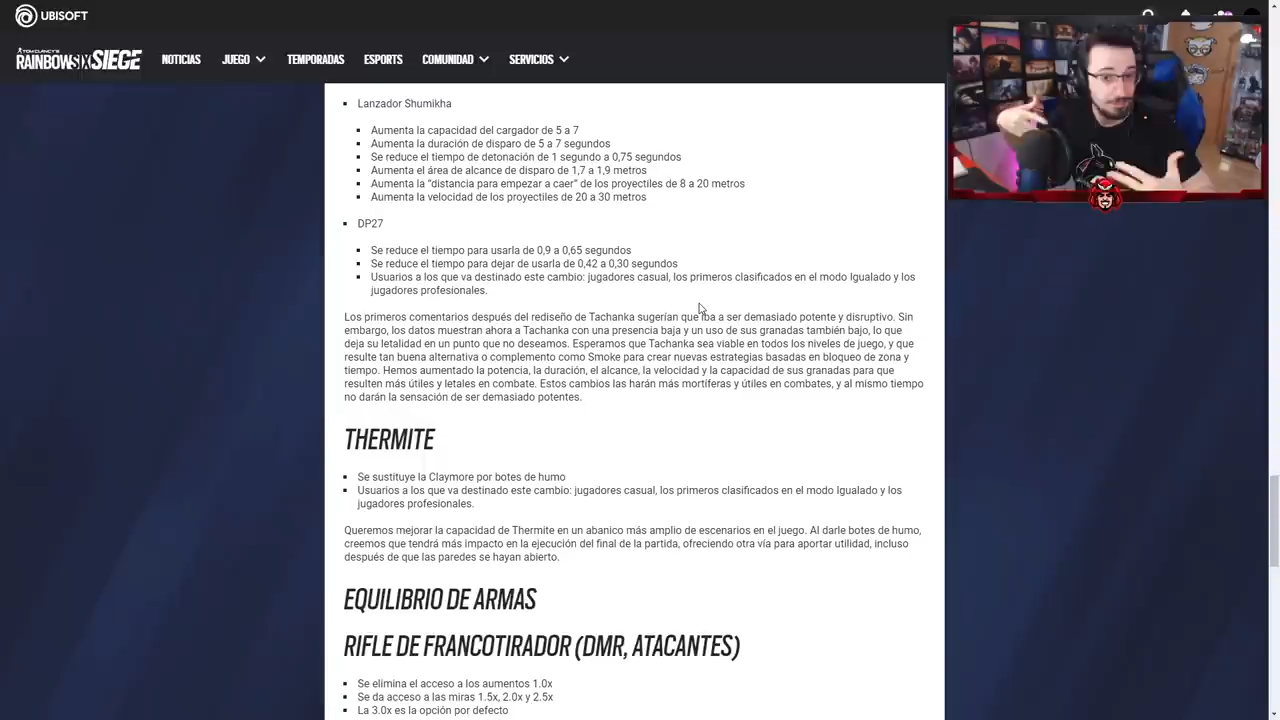 UBISOFT
TOM CLANCY'S
RAINBOW SIX SIEGE
NOTICIAS
JUEGO
TEMPORADAS
ESPORTS
COMUNIDAD
SERVICIOS
Lanzador Shumikha
Aumenta la capacidad del cargador de 5 a 7
Aumenta la duración de disparo de 5 a 7 segundos
Se reduce el tiempo de detonación de 1 segundo a 0,75 segundos
Aumenta el área de alcance de disparo de 1,7 a 1,9 metros
Aumenta la “distancia para empezar a caer” de los proyectiles de 8 a 20 metros
Aumenta la velocidad de los proyectiles de 20 a 30 metros
DP27
Se reduce el tiempo para usarla de 0,9 a 0,65 segundos
Se reduce el tiempo para dejar de usarla de 0,42 a 0,30 segundos
Usuarios a los que va destinado este cambio: jugadores casual, los primeros clasificados en el modo Igualado y los
jugadores profesionales.
Los primeros comentarios después del rediseño de Tachanka sugerían que iba a ser demasiado potente y disruptivo. Sin
embargo, los datos muestran ahora a Tachanka con una presencia baja y un uso de sus granadas también bajo, lo que
deja su letalidad en un punto que no deseamos. Esperamos que Tachanka sea viable en todos los niveles de juego, y que
resulte tan buena alternativa o complemento como Smoke para crear nuevas estrategias basadas en bloqueo de zona y
tiempo. Hemos aumentado la potencia, la duración, el alcance, la velocidad y la capacidad de sus granadas para que
resulten más útiles y letales en combate. Estos cambios las harán más mortíferas y útiles en combates, y al mismo tiempo
no darán la sensación de ser demasiado potentes.
THERMITE
Se sustituye la Claymore por botes de humo
Usuarios a los que va destinado este cambio: jugadores casual, los primeros clasificados en el modo Igualado y los
jugadores profesionales.
Queremos mejorar la capacidad de Thermite en un abanico más amplio de escenarios en el juego. Al darle botes de humo,
creemos que tendrá más impacto en la ejecución del final de la partida, ofreciendo otra vía para aportar utilidad, incluso
después de que las paredes se hayan abierto.
EQUILIBRIO DE ARMAS
RIFLE DE FRANCOTIRADOR (DMR, ATACANTES)
Se elimina el acceso a los aumentos 1.0x
Se da acceso a las miras 1.5x, 2.0x y 2.5x
La 3.0x es la opción por defecto